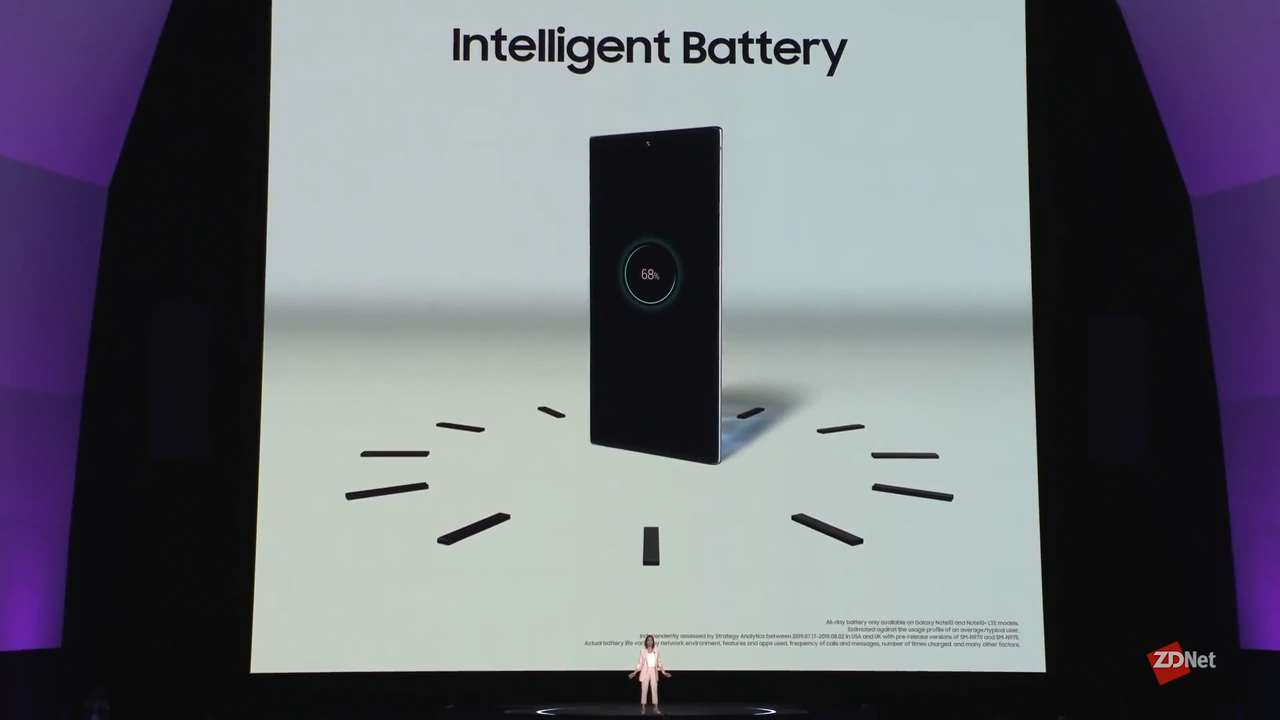 Intelligent Battery
68%
All-day battery only available on Galaxy Note10 and Note10+ LTE models.
Estimated against the usage profile of an average/typical user.
Independently assessed by Strategy Analytics between 2019.07.17-2019.08.02 in USA and UK with pre-release versions of SM-N970 and SM-N975.
Actual battery life by network environment, features and apps used, frequency of calls and messages, number of times charged, and many other factors.
ZDNet